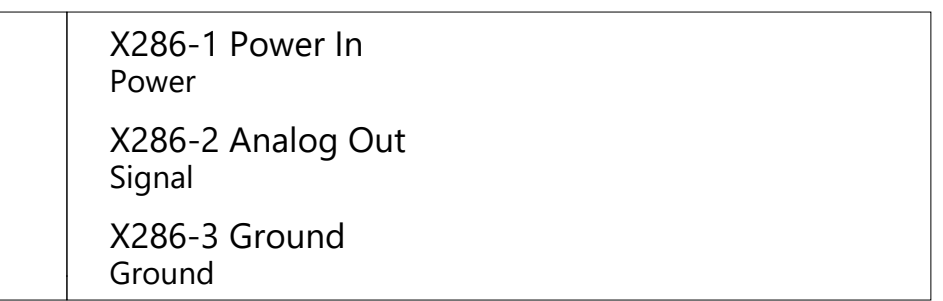 X286-1 Power In
Power
X286-2 Analog Out
Signal
X286-3 Ground
Ground